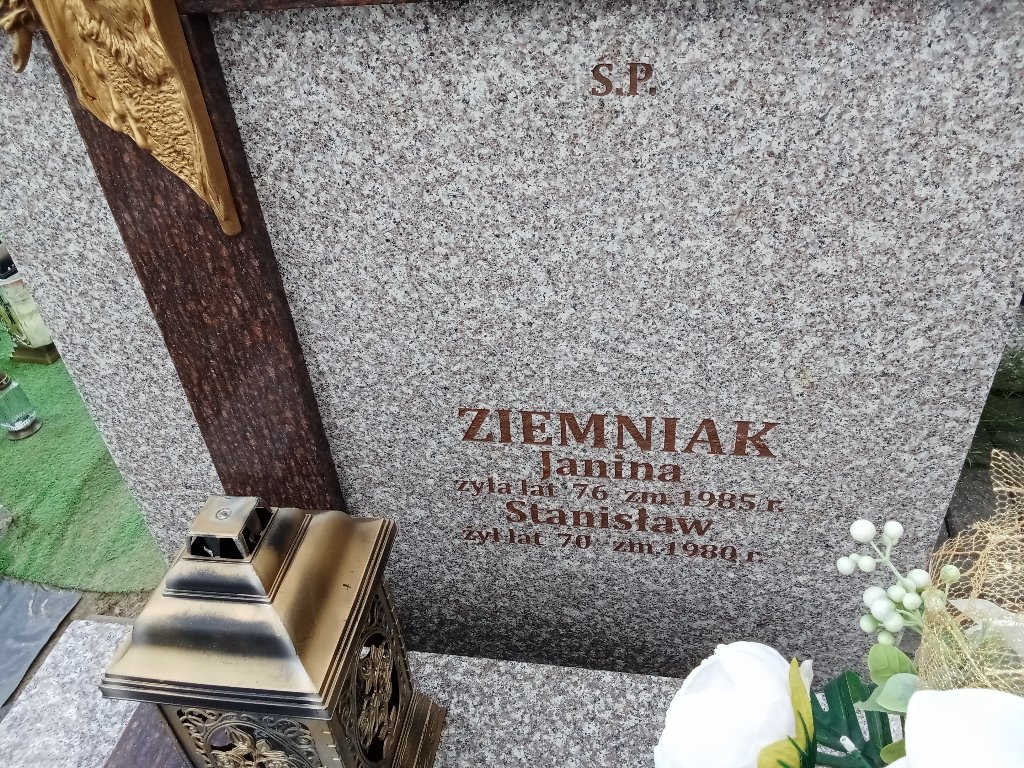 Ś.P.
ZIEMNIAK
Janina
żyła lat 76 zm. 1985 r.
Stanisław
żył lat 70 zm. 1980 r.